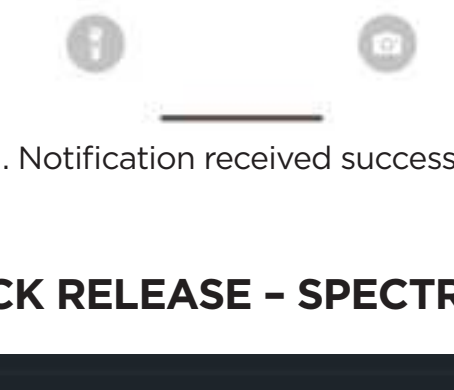 . Notification received success
CK RELEASE – SPECTR